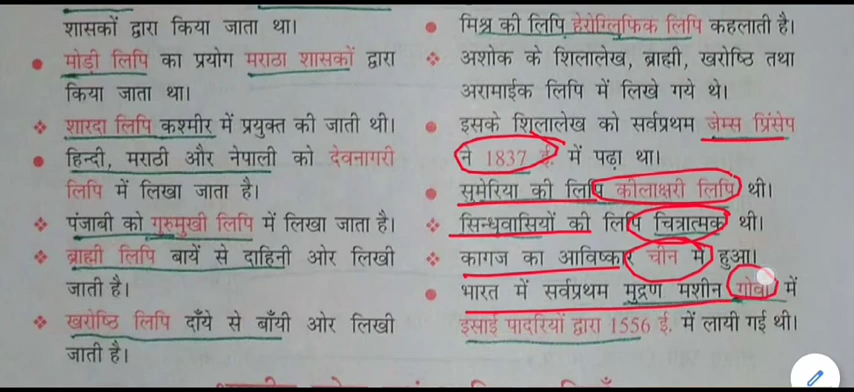 शासकों द्वारा किया जाता था।
मोड़ी लिपि का प्रयोग मराठा शासकों द्वारा
किया जाता था।
शारदा लिपि कश्मीर में प्रयुक्त की जाती थी।
हिन्दी, मराठी और नेपाली को देवनागरी
लिपि में लिखा जाता है।
पंजाबी को गुरुमुखी लिपि में लिखा जाता है।
ब्राह्मी लिपि बायें से दाहिनी ओर लिखी
जाती है।
खरोष्ठि लिपि दाँये से बाँयी ओर लिखी
जाती है।
मिश्र की लिपि हेरोग्लिफिक लिपि कहलाती है।
अशोक के शिलालेख, ब्राह्मी, खरोष्ठि तथा
अरामाईक लिपि में लिखे गये थे।
इसके शिलालेख को सर्वप्रथम जेम्स प्रिंसेप
ने 1837 ई. में पढ़ा था।
सुमेरिया की लिपि कीलाक्षरी लिपि थी।
सिन्धुवासियों की लिपि चित्रात्मक थी।
कागज का आविष्कार चीन में हुआ।
भारत में सर्वप्रथम मुद्रण मशीन गोवा में
इसाई पादरियों द्वारा 1556 ई. में लायी गई थी।